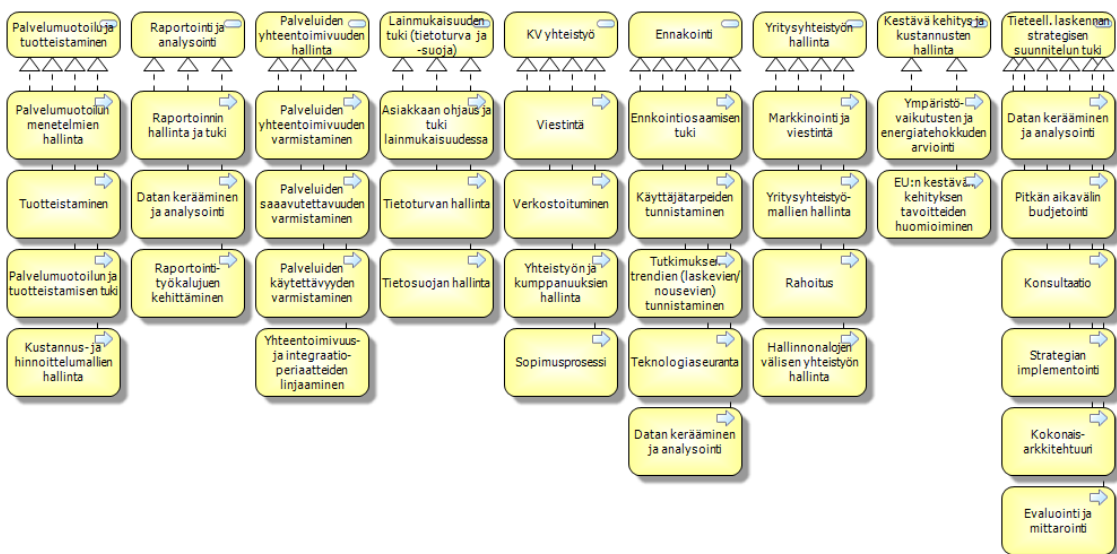 Palvelumuotoilu ja
tuotteistaminen
Raportointi ja
analysointi
Palveluiden
yhteentoimivuuden
hallinta
Lainmukaisuuden
tuki (tietoturva ja
-suoja)
KV yhteistyö
Ennakointi
Yritysyhteistyön
hallinta
Kestävä kehitys ja
kustannusten
hallinta
Tieteell. laskennan
strategisen
suunnitelun tuki
Palvelumuotoilun
menetelmien
hallinta
Raportoinnin
hallinta ja tuki
Palveluiden
yhteentoimivuuden
varmistaminen
Asiakkaan ohjaus ja
tuki
lainmukaisuudessa
Viestintä
Ennkointiosaamisen
tuki
Markkinointi ja
viestintä
Ympäristö-
vaikutusten ja
energiatehokkuden
arviointi
Datan kerääminen
ja analysointi
Tuotteistaminen
Datan kerääminen
ja analysointi
Palveluiden
saaavutettavuuden
varmistaminen
Tietoturvan hallinta
Verkostoituminen
Käyttäjätarpeiden
tunnistaminen
Yritysyhteistyö-
mallien hallinta
EU:n kestävän
kehityksen
tavoitteiden
huomioiminen
Pitkän aikavälin
budjetointi
Palvelumuotoilun ja
tuotteistamisen tuki
Raportointi-
työkalujuen
kehittäminen
Palveluiden
käytettävyyden
varmistaminen
Tietosuojan hallinta
Yhteistyön ja
kumppanuuksien
hallinta
Tutkimuksen
trendien (laskevien/
nousevien)
tunnistaminen
Rahoitus
Konsultaatio
Kustannus- ja
hinnoittelumallien
hallinta
Yhteentoimivuus-
ja integraatio-
periaatteiden
linjaaminen
Sopimusprosessi
Teknologiaseuranta
Hallinnonalojen
välisen yhteistyön
hallinta
Strategian
implementointi
Datan kerääminen
ja analysointi
Kokonais-
arkkitehtuuri
Evaluointi ja
mittarointi